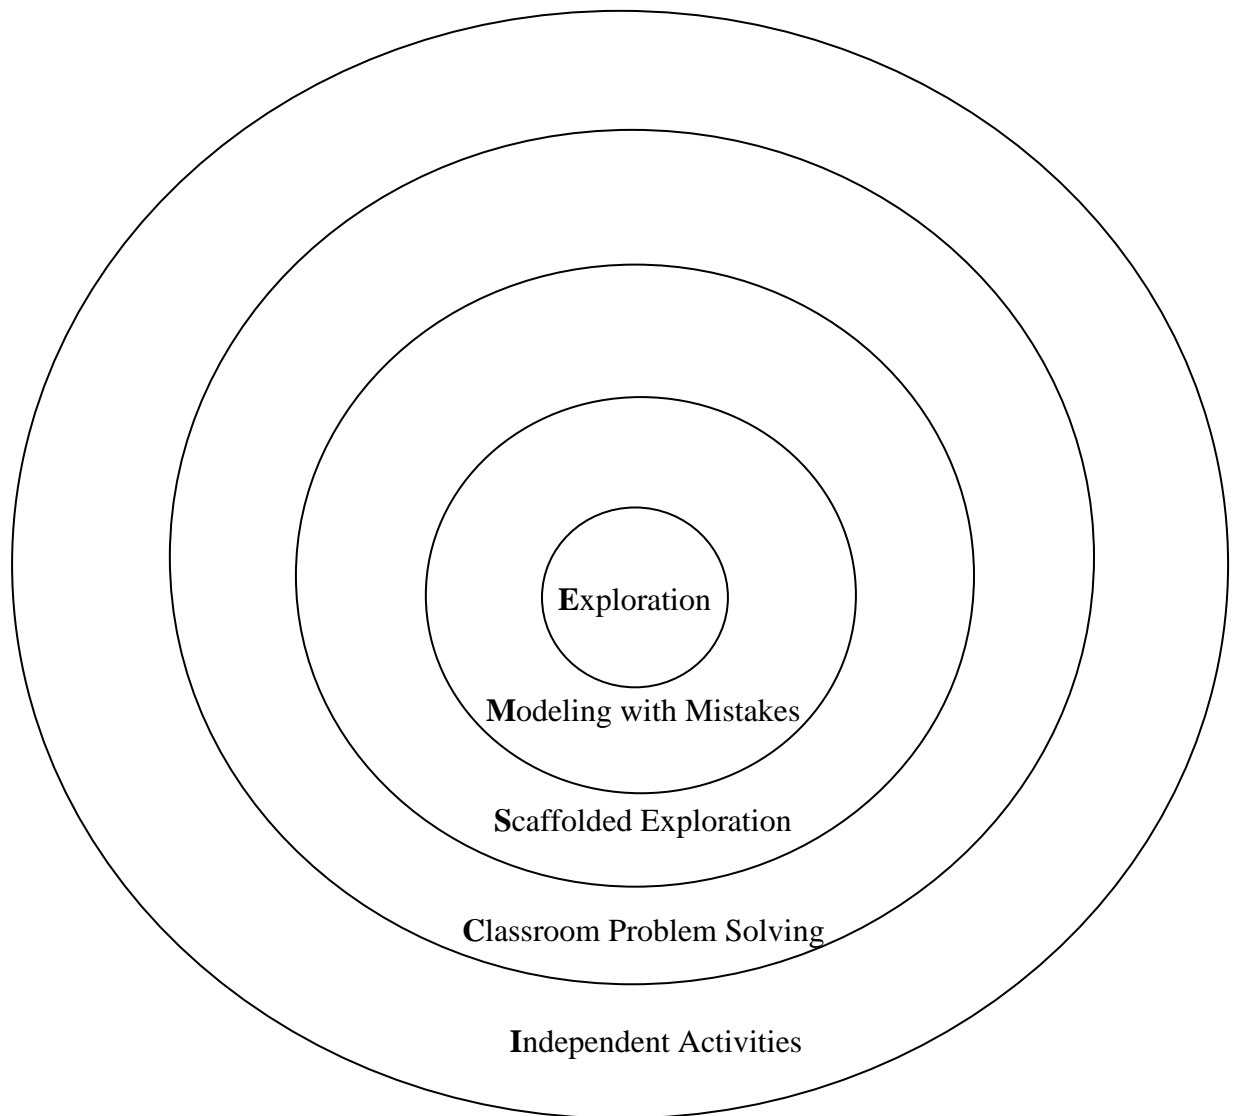 Exploration
Modeling with Mistakes
Scaffolded Exploration
Classroom Problem Solving
Independent Activities